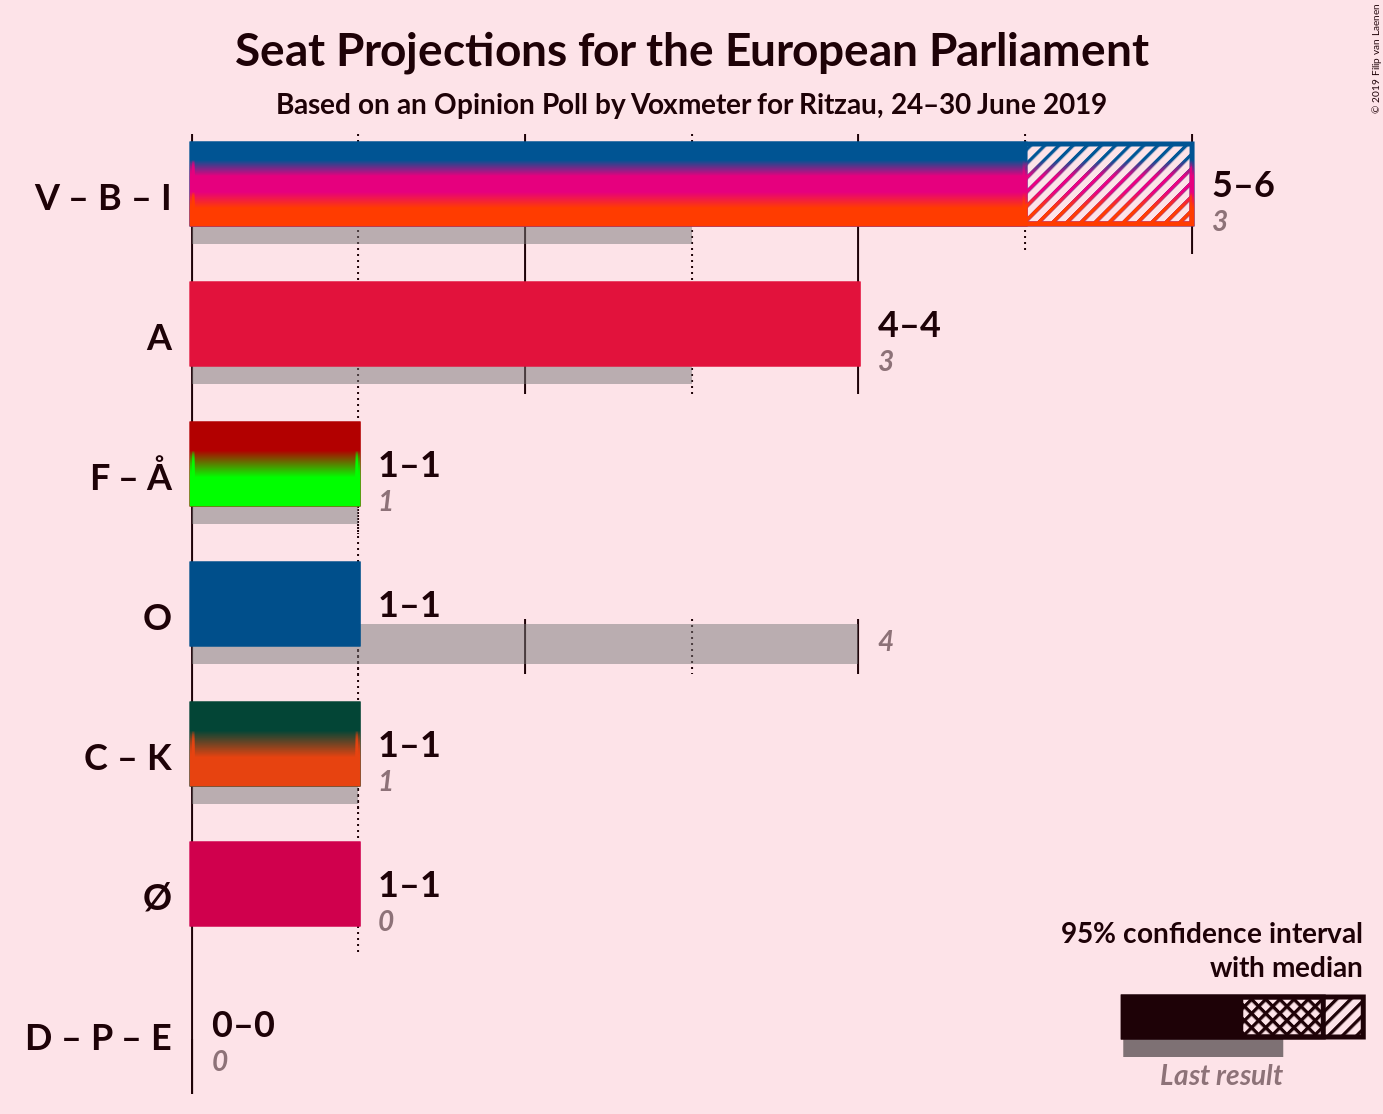 Seat Projections for the European Parliament
Based on an Opinion Poll by Voxmeter for Ritzau, 24–30 June 2019
© 2019 Filip van Laenen
V – B – I
5–6
3
A
4–4
3
F – Å
1–1
1
O
1–1
4
C – K
1–1
1
Ø
1–1
0
D – P – E
0–0
0
95% confidence interval
with median
Last result